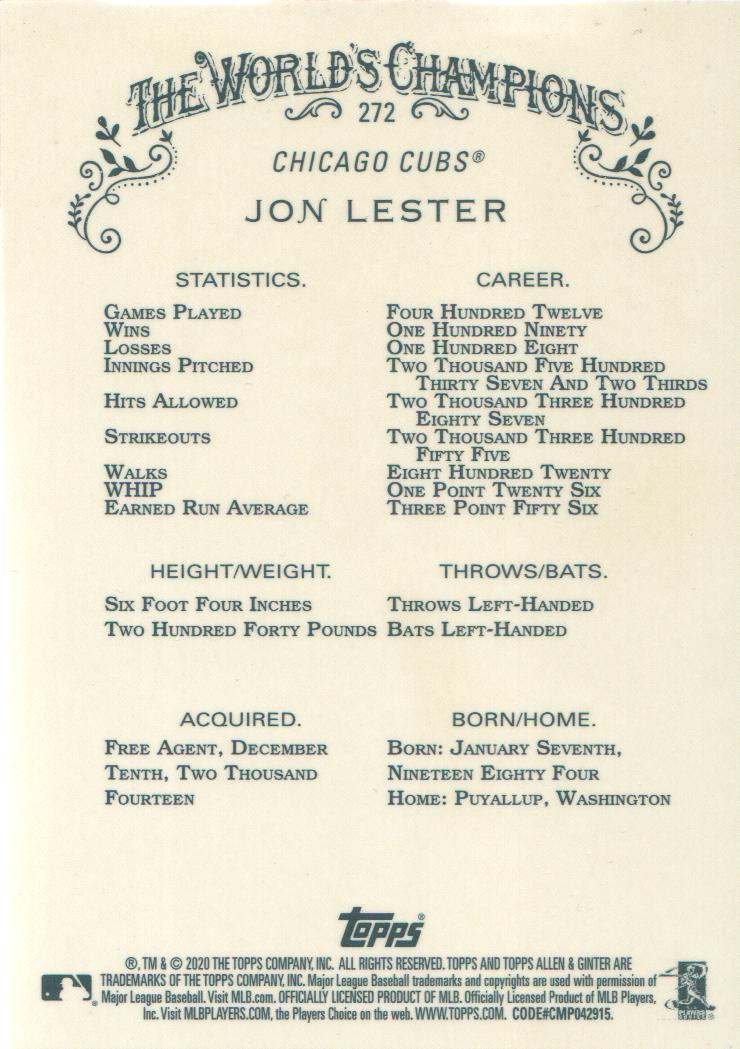 THE WORLD'S CHAMPIONS
272
CHICAGO CUBS®
JON LESTER
STATISTICS. CAREER.
GAMES PLAYED FOUR HUNDRED TWELVE
WINS ONE HUNDRED NINETY
LOSSES ONE HUNDRED EIGHT
INNINGS PITCHED TWO THOUSAND FIVE HUNDRED
THIRTY SEVEN AND TWO THIRDS
HITS ALLOWED TWO THOUSAND THREE HUNDRED
EIGHTY SEVEN
STRIKEOUTS TWO THOUSAND THREE HUNDRED
FIFTY FIVE
WALKS EIGHT HUNDRED TWENTY
WHIP ONE POINT TWENTY SIX
EARNED RUN AVERAGE THREE POINT FIFTY SIX
HEIGHT/WEIGHT. THROWS/BATS.
SIX FOOT FOUR INCHES THROWS LEFT-HANDED
TWO HUNDRED FORTY POUNDS BATS LEFT-HANDED
ACQUIRED. BORN/HOME.
FREE AGENT, DECEMBER BORN: JANUARY SEVENTH,
TENTH, TWO THOUSAND NINETEEN EIGHTY FOUR
FOURTEEN HOME: PUYALLUP, WASHINGTON
topps®
®, TM & © 2020 THE TOPPS COMPANY, INC. ALL RIGHTS RESERVED. TOPPS AND TOPPS ALLEN & GINTER ARE
TRADEMARKS OF THE TOPPS COMPANY, INC. Major League Baseball trademarks and copyrights are used with permission of
Major League Baseball. Visit MLB.com. OFFICIALLY LICENSED PRODUCT OF MLB. Officially Licensed Product of MLB Players,
Inc. Visit MLBPLAYERS.COM, the Players Choice on the web. WWW.TOPPS.COM. CODE#CMP042915.